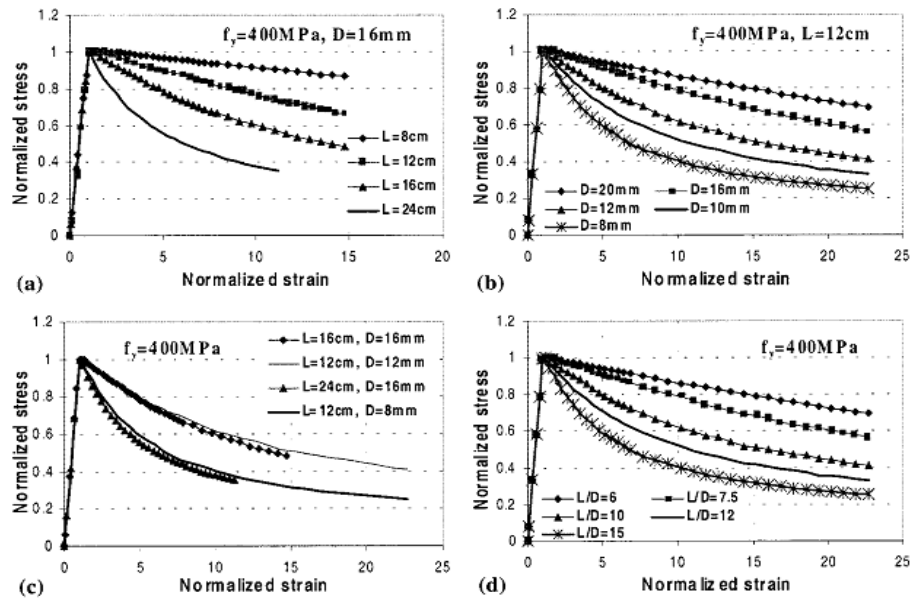 f_y=400MPa, D=16mm
Normalized stress
1.2
1
0.8
0.6
0.4
0.2
0
L=8cm
L=12cm
L=16cm
L=24cm
0 5 10 15 20
Normalized strain
(a)
f_y=400MPa, L=12cm
Normalized stress
1.2
1
0.8
0.6
0.4
0.2
0
D=20mm D=16mm
D=12mm D=10mm
D=8mm
0 5 10 15 20 25
Normalized strain
(b)
f_y=400MPa
Normalized stress
1.2
1
0.8
0.6
0.4
0.2
0
L=16cm, D=16mm
L=12cm, D=12mm
L=24cm, D=16mm
L=12cm, D=8mm
0 5 10 15 20 25
Normalized strain
(c)
f_y=400MPa
Normalized stress
1.2
1
0.8
0.6
0.4
0.2
0
L/D=6 L/D=7.5
L/D=10 L/D=12
L/D=15
0 5 10 15 20 25
Normalized strain
(d)